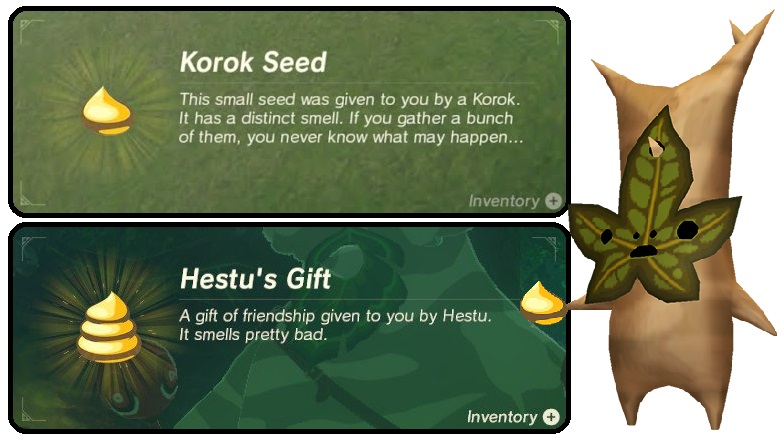 Korok Seed
This small seed was given to you by a Korok.
It has a distinct smell. If you gather a bunch
of them, you never know what may happen...
Inventory +
Hestu's Gift
A gift of friendship given to you by Hestu.
It smells pretty bad.
Inventory +